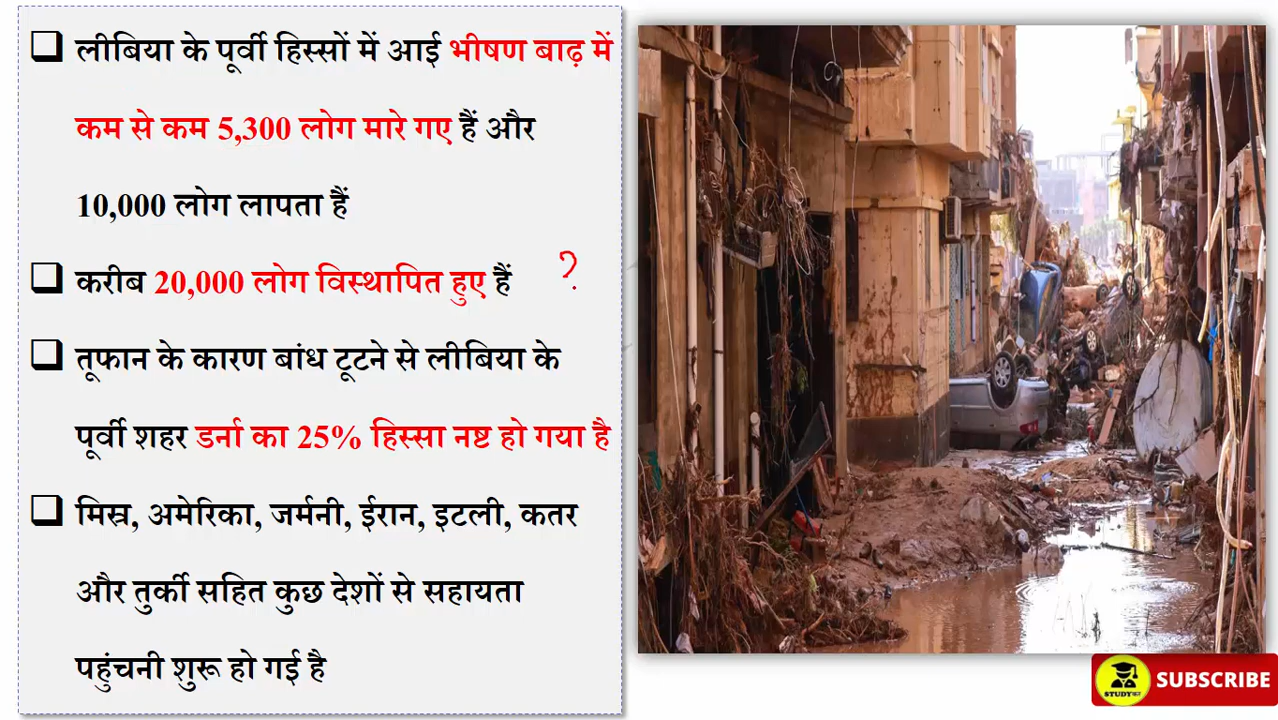 लीबिया के पूर्वी हिस्सों में आई भीषण बाढ़ में
कम से कम 5,300 लोग मारे गए हैं और
10,000 लोग लापता हैं
करीब 20,000 लोग विस्थापित हुए हैं ?
तूफान के कारण बांध टूटने से लीबिया के
पूर्वी शहर डर्ना का 25% हिस्सा नष्ट हो गया है
मिस्र, अमेरिका, जर्मनी, ईरान, इटली, कतर
और तुर्की सहित कुछ देशों से सहायता
पहुंचनी शुरू हो गई है
SUBSCRIBE